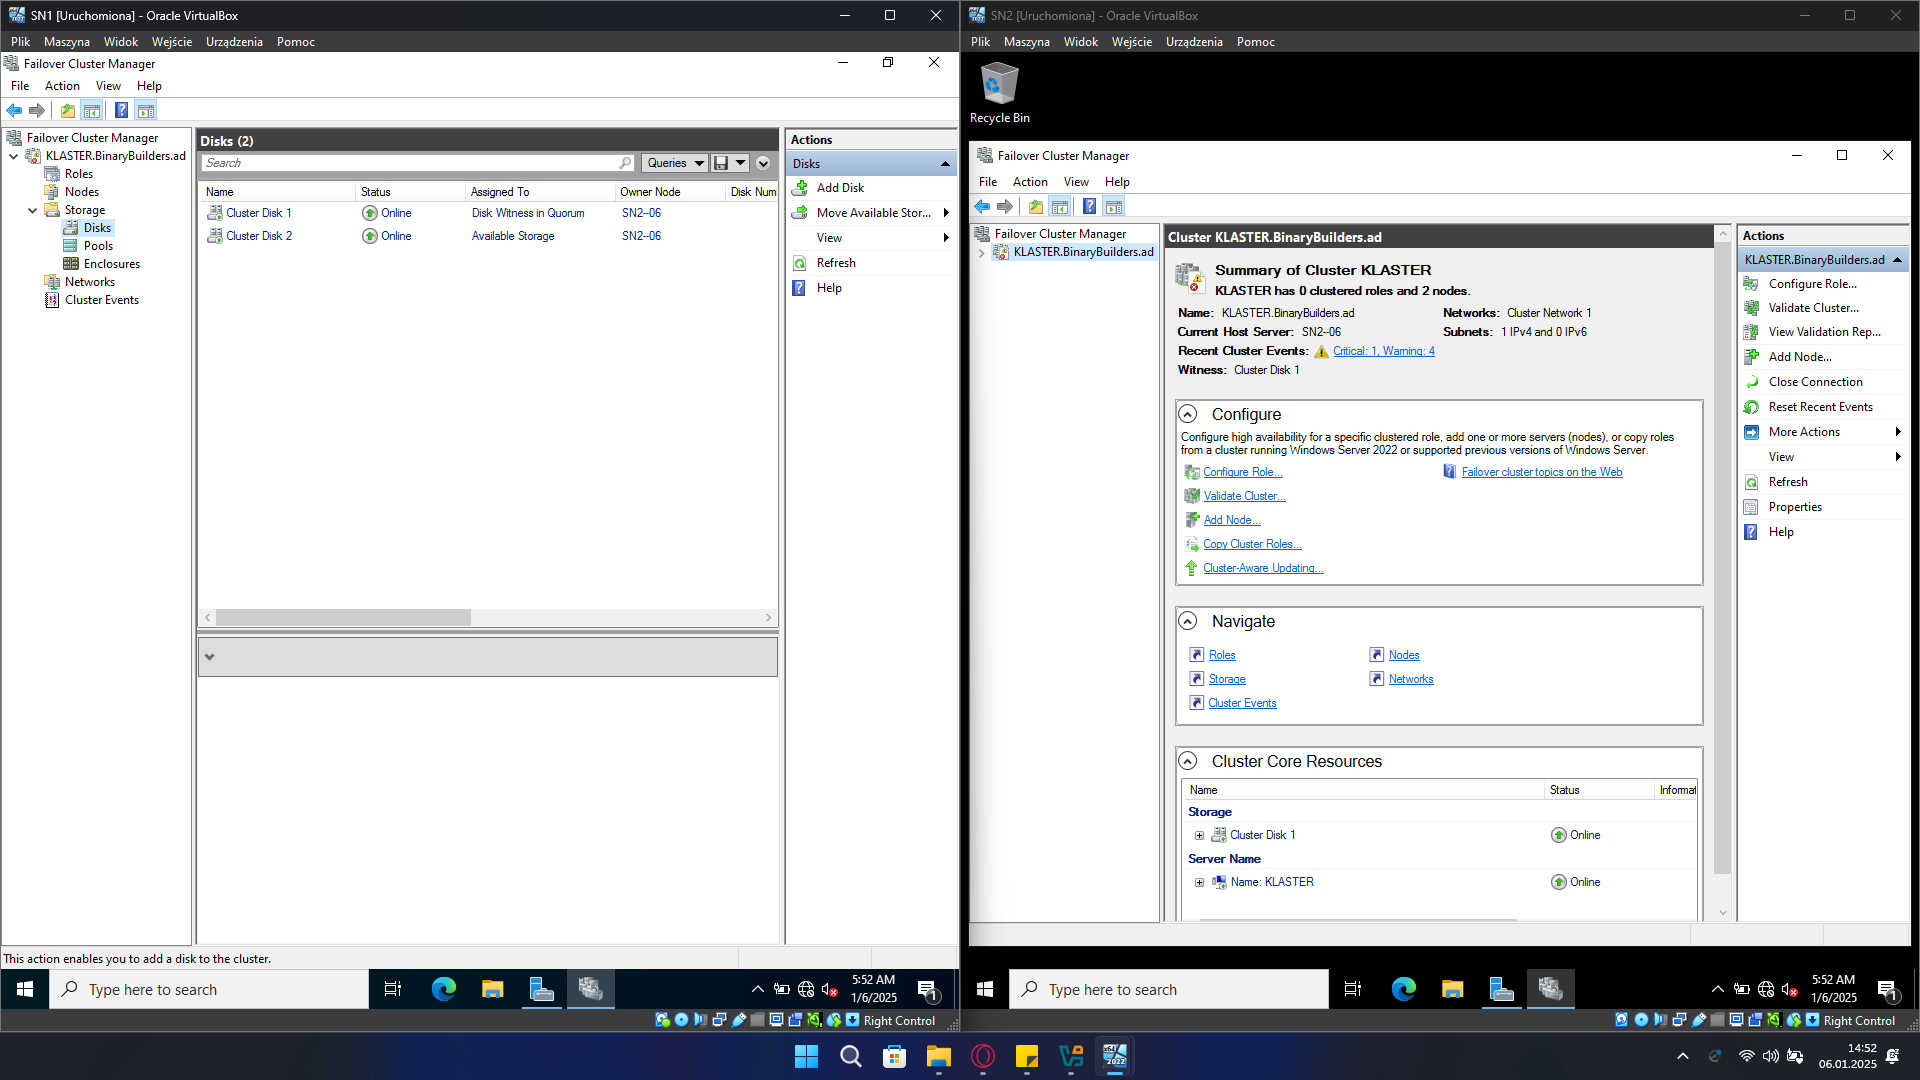 SN1 [Uruchomiona] - Oracle VirtualBox
Plik Maszyna Widok Wejście Urządzenia Pomoc
Failover Cluster Manager
File Action View Help
Failover Cluster Manager
KLASTER.BinaryBuilders.ad
Roles
Nodes
Storage
Disks
Pools
Enclosures
Networks
Cluster Events
Disks (2)
Search
Queries
Name Status Assigned To Owner Node Disk Num
Cluster Disk 1 Online Disk Witness in Quorum SN2--06
Cluster Disk 2 Online Available Storage SN2--06
Actions
Disks
Add Disk
Move Available Stor...
View
Refresh
Help
This action enables you to add a disk to the cluster.
Type here to search
5:52 AM
1/6/2025
1
Right Control
SN2 [Uruchomiona] - Oracle VirtualBox
Plik Maszyna Widok Wejście Urządzenia Pomoc
Recycle Bin
Failover Cluster Manager
File Action View Help
Failover Cluster Manager
KLASTER.BinaryBuilders.ad
Cluster KLASTER.BinaryBuilders.ad
Summary of Cluster KLASTER
KLASTER has 0 clustered roles and 2 nodes.
Name: KLASTER.BinaryBuilders.ad Networks: Cluster Network 1
Current Host Server: SN2--06 Subnets: 1 IPv4 and 0 IPv6
Recent Cluster Events: Critical: 1, Warning: 4
Witness: Cluster Disk 1
Configure
Configure high availability for a specific clustered role, add one or more servers (nodes), or copy roles
from a cluster running Windows Server 2022 or supported previous versions of Windows Server.
Configure Role... Failover cluster topics on the Web
Validate Cluster...
Add Node...
Copy Cluster Roles...
Cluster-Aware Updating...
Navigate
Roles Nodes
Storage Networks
Cluster Events
Cluster Core Resources
Name Status Informat
Storage
Cluster Disk 1 Online
Server Name
Name: KLASTER Online
Actions
KLASTER.BinaryBuilders.ad
Configure Role...
Validate Cluster...
View Validation Rep...
Add Node...
Close Connection
Reset Recent Events
More Actions
View
Refresh
Properties
Help
Type here to search
5:52 AM
1/6/2025
1
Right Control
x64
2022
14:52
06.01.2025